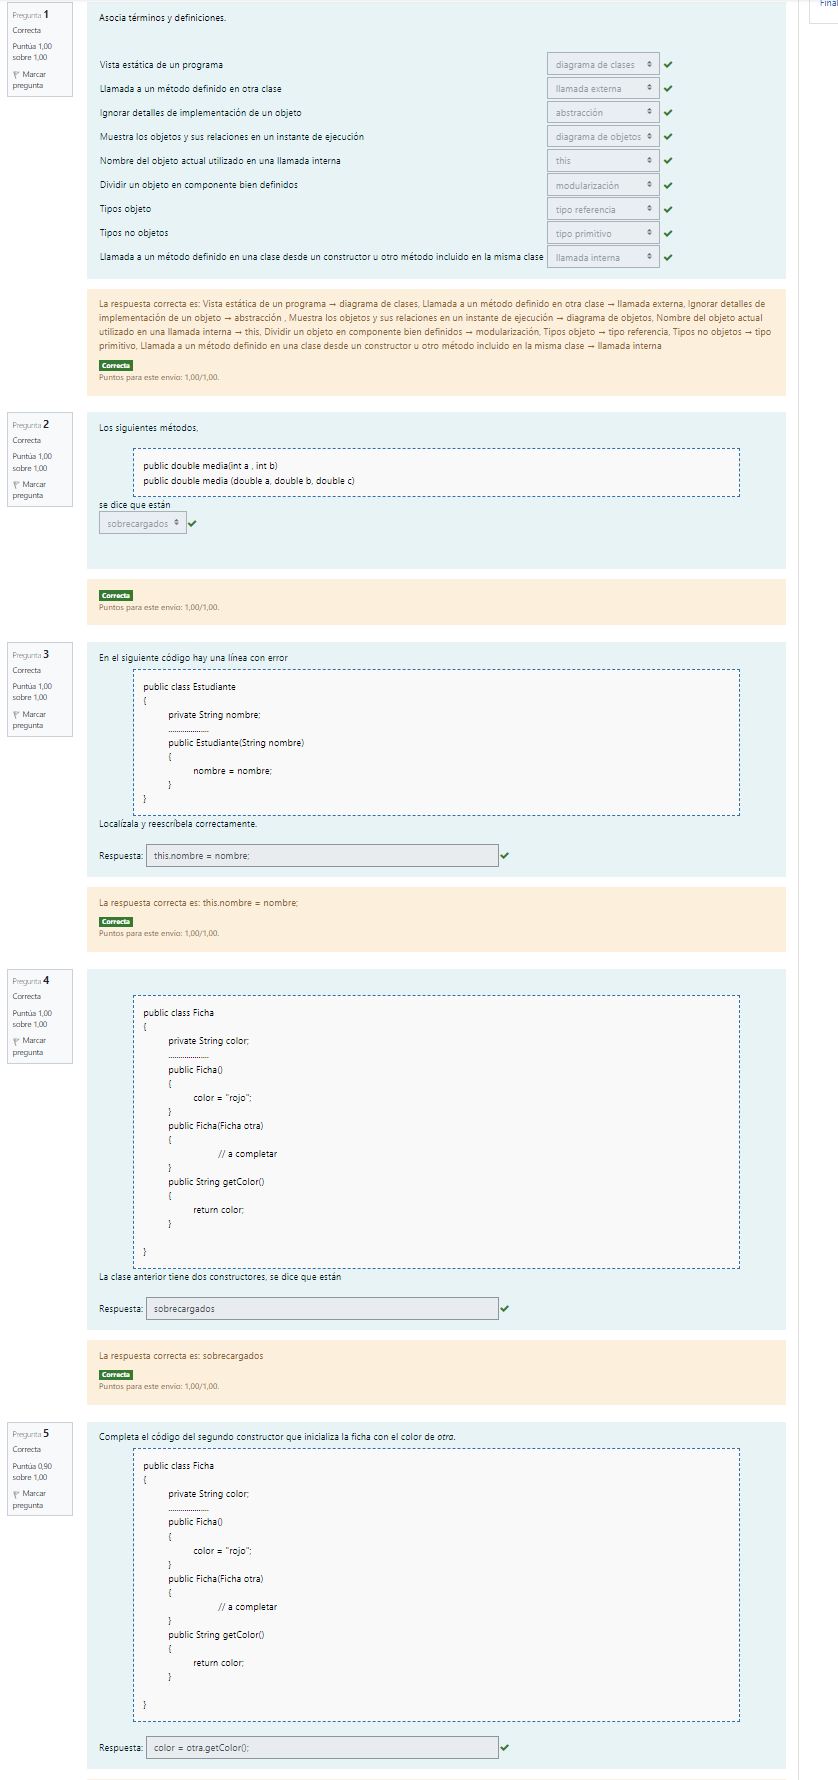 Pregunta 1
Correcta
Puntúa 1,00
sobre 1,00
Marcar
pregunta
Asocia términos y definiciones.
Vista estática de un programa diagrama de clases
Llamada a un método definido en otra clase llamada externa
Ignorar detalles de implementación de un objeto abstracción
Muestra los objetos y sus relaciones en un instante de ejecución diagrama de objetos
Nombre del objeto actual utilizado en una llamada interna this
Dividir un objeto en componente bien definidos modularización
Tipos objeto tipo referencia
Tipos no objetos tipo primitivo
Llamada a un método definido en una clase desde un constructor u otro método incluido en la misma clase llamada interna
La respuesta correcta es: Vista estática de un programa → diagrama de clases, Llamada a un método definido en otra clase → llamada externa, Ignorar detalles de
implementación de un objeto → abstracción , Muestra los objetos y sus relaciones en un instante de ejecución → diagrama de objetos, Nombre del objeto actual
utilizado en una llamada interna → this, Dividir un objeto en componente bien definidos → modularización, Tipos objeto → tipo referencia, Tipos no objetos → tipo
primitivo, Llamada a un método definido en una clase desde un constructor u otro método incluido en la misma clase → llamada interna
Correcta
Puntos para este envío: 1,00/1,00.
Pregunta 2
Correcta
Puntúa 1,00
sobre 1,00
Marcar
pregunta
Los siguientes métodos,
public double media(int a , int b)
public double media (double a, double b, double c)
se dice que están
sobrecargados
Correcta
Puntos para este envío: 1,00/1,00.
Pregunta 3
Correcta
Puntúa 1,00
sobre 1,00
Marcar
pregunta
En el siguiente código hay una línea con error
public class Estudiante
{
private String nombre;
....................
public Estudiante(String nombre)
{
nombre = nombre;
}
}
Localízala y reescríbela correctamente.
Respuesta: this.nombre = nombre;
La respuesta correcta es: this.nombre = nombre;
Correcta
Puntos para este envío: 1,00/1,00.
Pregunta 4
Correcta
Puntúa 1,00
sobre 1,00
Marcar
pregunta
public class Ficha
{
private String color;
....................
public Ficha()
{
color = "rojo";
}
public Ficha(Ficha otra)
{
// a completar
}
public String getColor()
{
return color;
}
}
La clase anterior tiene dos constructores, se dice que están
Respuesta: sobrecargados
La respuesta correcta es: sobrecargados
Correcta
Puntos para este envío: 1,00/1,00.
Pregunta 5
Correcta
Puntúa 0,90
sobre 1,00
Marcar
pregunta
Completa el código del segundo constructor que inicializa la ficha con el color de otra.
public class Ficha
{
private String color;
....................
public Ficha()
{
color = "rojo";
}
public Ficha(Ficha otra)
{
// a completar
}
public String getColor()
{
return color;
}
}
Respuesta: color = otra.getColor();